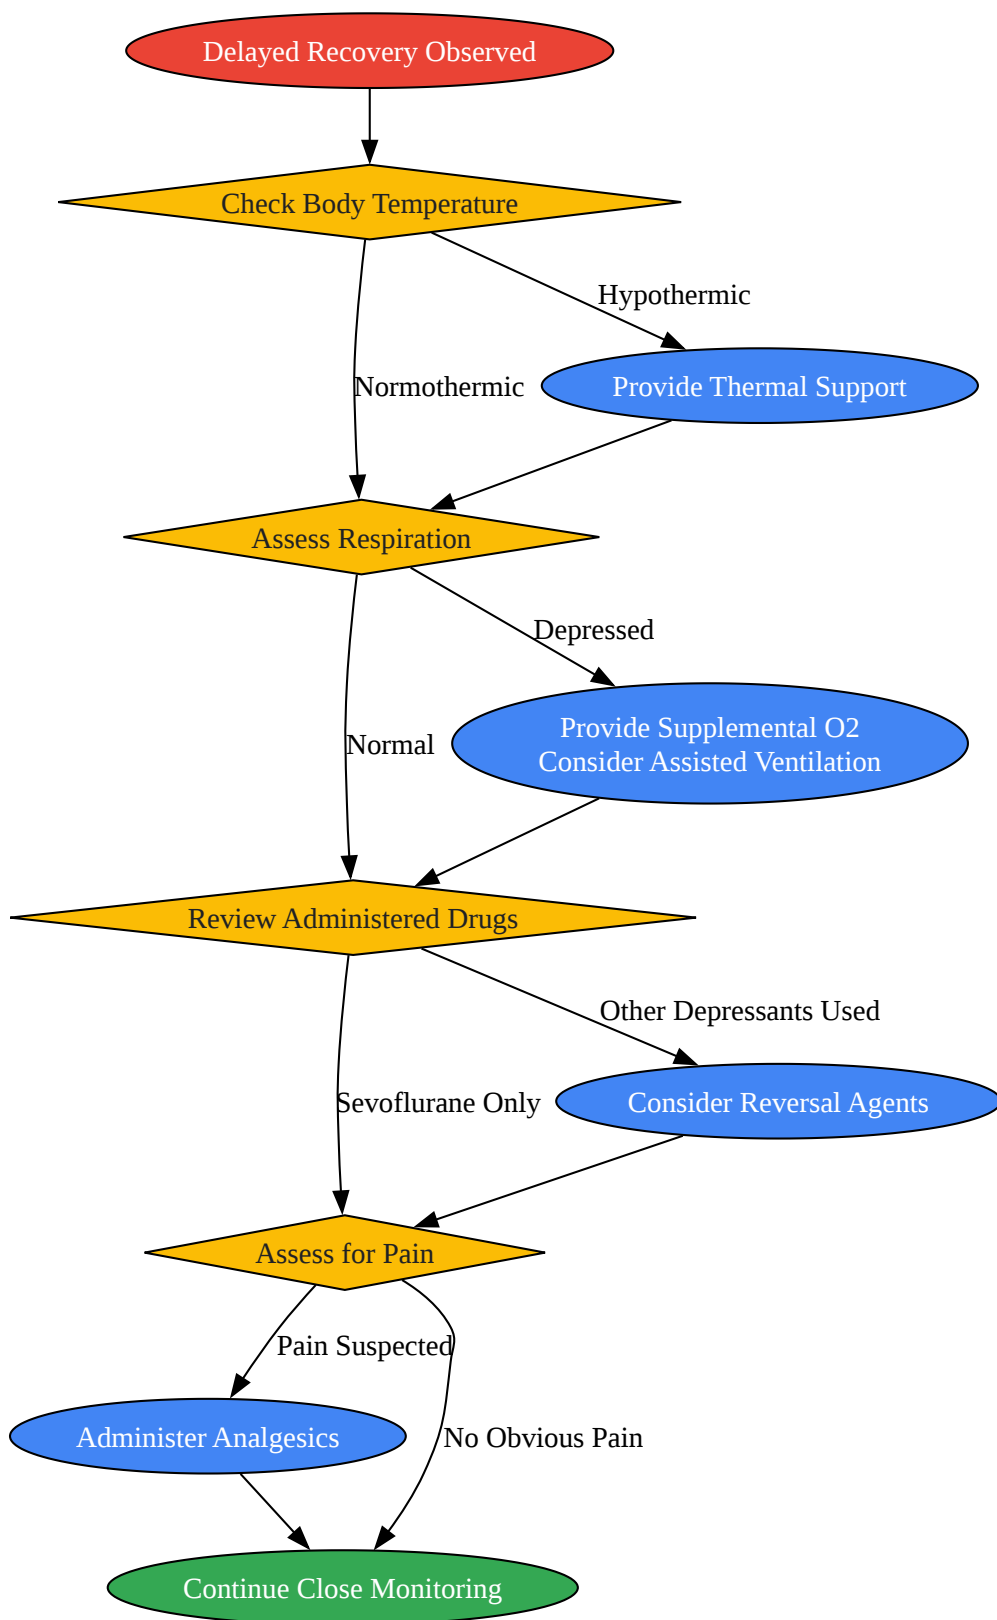 Delayed Recovery Observed
Check Body Temperature
Hypothermic
Provide Thermal Support
Normothermic
Assess Respiration
Depressed
Provide Supplemental O2
Consider Assisted Ventilation
Normal
Review Administered Drugs
Other Depressants Used
Sevoflurane Only
Consider Reversal Agents
Assess for Pain
Pain Suspected
Administer Analgesics
No Obvious Pain
Continue Close Monitoring